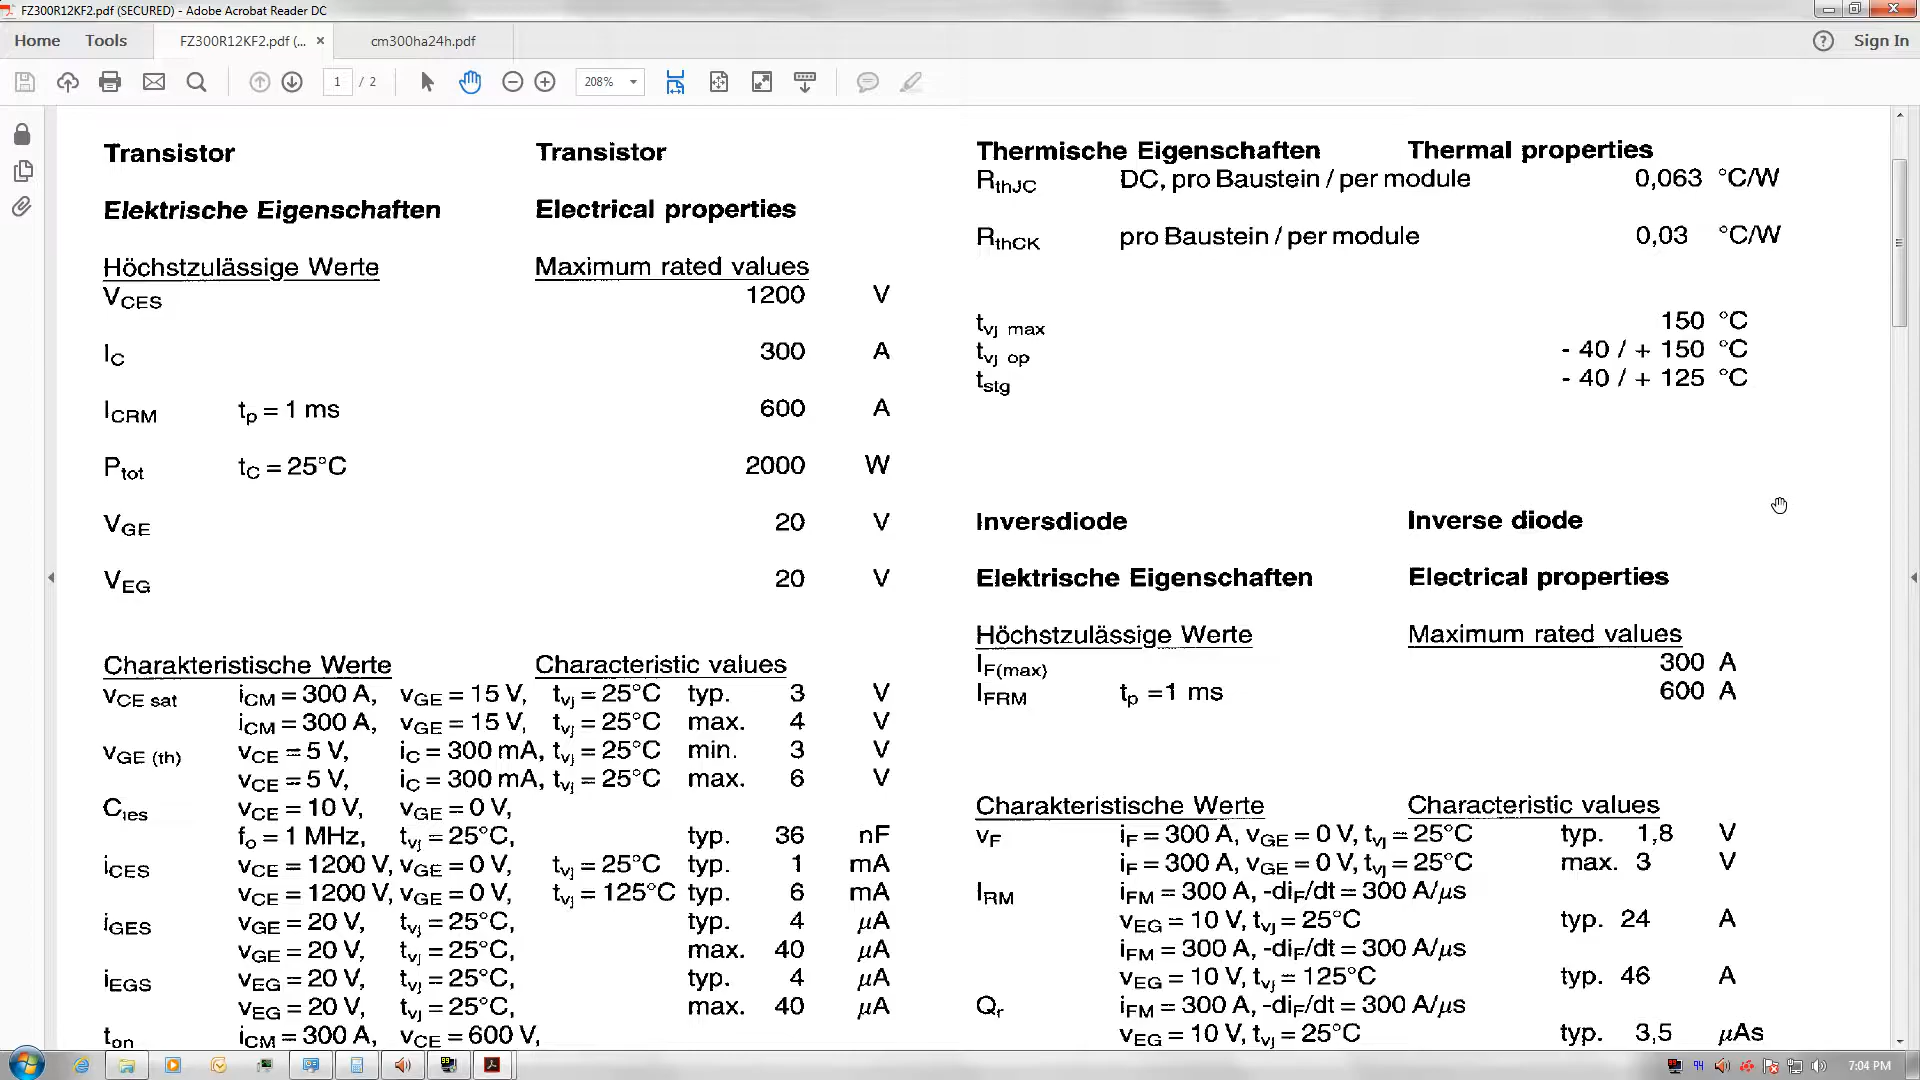 FZ300R12KF2.pdf (SECURED) - Adobe Acrobat Reader DC
Home Tools FZ300R12KF2.pdf (... × cm300ha24h.pdf Sign In
1 / 2 208%
Transistor Transistor
Elektrische Eigenschaften Electrical properties
Höchstzulässige Werte Maximum rated values
VCES 1200 V
IC 300 A
ICRM tp = 1 ms 600 A
Ptot tC = 25°C 2000 W
VGE 20 V
VEG 20 V
Charakteristische Werte Characteristic values
vCE sat iCM = 300 A, vGE = 15 V, tvj = 25°C typ. 3 V
iCM = 300 A, vGE = 15 V, tvj = 25°C max. 4 V
vGE (th) vCE = 5 V, iC = 300 mA, tvj = 25°C min. 3 V
vCE = 5 V, iC = 300 mA, tvj = 25°C max. 6 V
Cies vCE = 10 V, vGE = 0 V,
fo = 1 MHz, tvj = 25°C, typ. 36 nF
iCES vCE = 1200 V, vGE = 0 V, tvj = 25°C typ. 1 mA
vCE = 1200 V, vGE = 0 V, tvj = 125°C typ. 6 mA
iGES vGE = 20 V, tvj = 25°C, typ. 4 µA
vGE = 20 V, tvj = 25°C, max. 40 µA
iEGS vEG = 20 V, tvj = 25°C, typ. 4 µA
vEG = 20 V, tvj = 25°C, max. 40 µA
ton iCM = 300 A, vCE = 600 V,
Thermische Eigenschaften Thermal properties
RthJC DC, pro Baustein / per module 0,063 °C/W
RthCK pro Baustein / per module 0,03 °C/W
tvj max 150 °C
tvj op - 40 / + 150 °C
tstg - 40 / + 125 °C
Inversdiode Inverse diode
Elektrische Eigenschaften Electrical properties
Höchstzulässige Werte Maximum rated values
IF(max) 300 A
IFRM tp =1 ms 600 A
Charakteristische Werte Characteristic values
vF iF = 300 A, vGE = 0 V, tvj = 25°C typ. 1,8 V
iF = 300 A, vGE = 0 V, tvj = 25°C max. 3 V
IRM iFM = 300 A, -diF/dt = 300 A/µs
vEG = 10 V, tvj = 25°C typ. 24 A
iFM = 300 A, -diF/dt = 300 A/µs
vEG = 10 V, tvj = 125°C typ. 46 A
Qr iFM = 300 A, -diF/dt = 300 A/µs
vEG = 10 V, tvj = 25°C typ. 3,5 µAs
94 7:04 PM